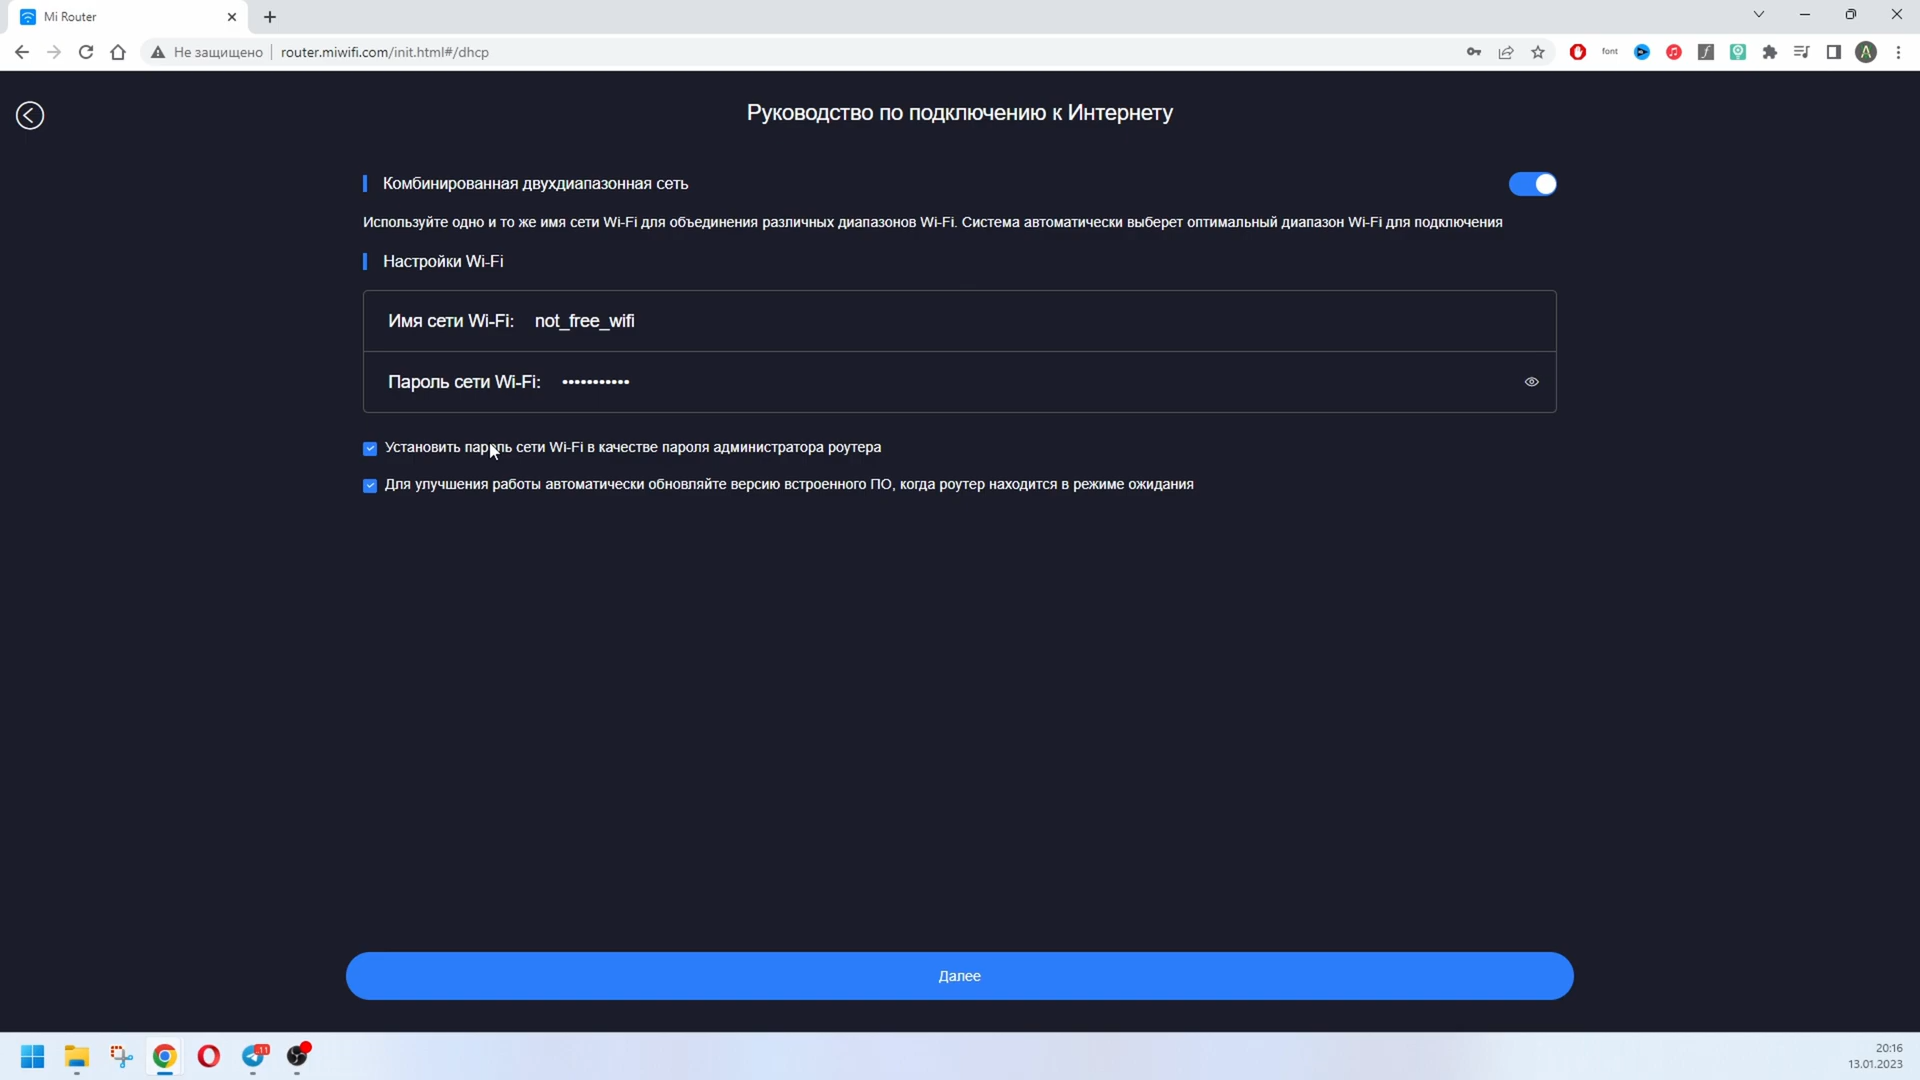 Mi Router
Не защищено
router.miwifi.com/init.html#/dhcp
font
A
Руководство по подключению к Интернету
Комбинированная двухдиапазонная сеть
Используйте одно и то же имя сети Wi-Fi для объединения различных диапазонов Wi-Fi. Система автоматически выберет оптимальный диапазон Wi-Fi для подключения
Настройки Wi-Fi
Имя сети Wi-Fi: not_free_wifi
Пароль сети Wi-Fi: •••••••••••
Установить пароль сети Wi-Fi в качестве пароля администратора роутера
Для улучшения работы автоматически обновляйте версию встроенного ПО, когда роутер находится в режиме ожидания
Далее
11
20:16
13.01.2023